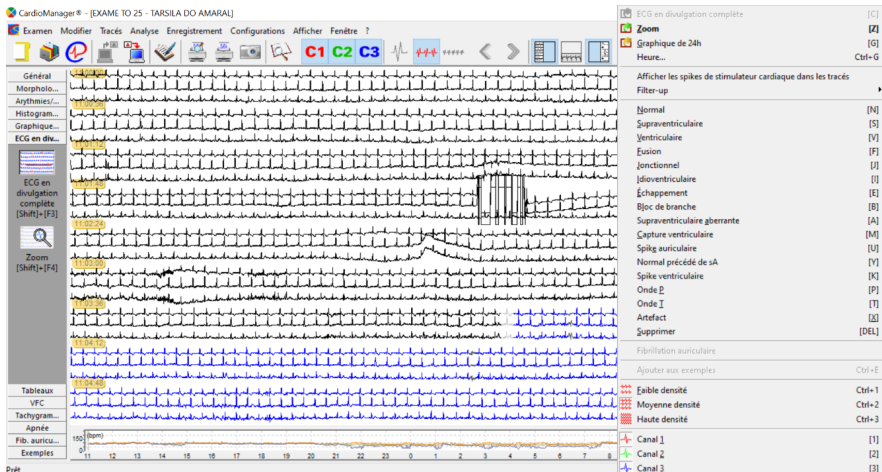 CardioManager® - [EXAME TO 25 - TARSILA DO AMARAL]
Examen Modifier Tracés Analyse Enregistrement Configurations Afficher Fenêtre ?
C1 C2 C3
Général
Morpholo...
Arythmies/...
Histogram...
Graphique...
ECG en div...
ECG en
divulgation
complète
[Shift]+[F3]
Zoom
[Shift]+[F4]
Tableaux
VFC
Tachygram...
Apnée
Fib. auricu...
Exemples
Prêt
11:00:36
11:01:12
11:01:48
11:02:24
11:03:00
11:03:36
11:04:12
11:04:48
150 (bpm)
0
11 12 13 14 15 16 17 18 19 20 21 22 23 0 1 2 3 4 5 6 7 8
ECG en divulgation complète [C]
Zoom [Z]
Graphique de 24h [G]
Heure... Ctrl+G
Afficher les spikes de stimulateur cardiaque dans les tracés
Filter-up
Normal [N]
Supraventriculaire [S]
Ventriculaire [V]
Fusion [F]
Jonctionnel [J]
Idioventriculaire [I]
Échappement [E]
Bloc de branche [B]
Supraventriculaire aberrante [A]
Capture ventriculaire [M]
Spike auriculaire [U]
Normal précédé de sA [Y]
Spike ventriculaire [K]
Onde P [P]
Onde T [T]
Artefact [X]
Supprimer [DEL]
Fibrillation auriculaire
Ajouter aux exemples Ctrl+E
Faible densité Ctrl+1
Moyenne densité Ctrl+2
Haute densité Ctrl+3
Canal 1 [1]
Canal 2 [2]
Canal 3 [3]